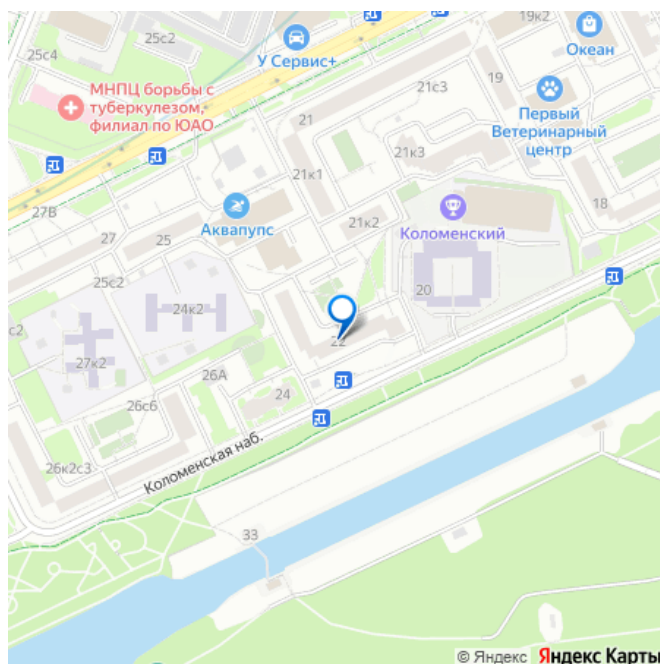 25с4
25с2
У Сервис+
19к2
Океан
МНПЦ борьбы с
туберкулезом,
филиал по ЮАО
21
21с3
19
Первый
Ветеринарный
центр
21к1
21к3
27В
27
25
Аквапупс
21к2
Коломенский
18
25с2
24к2
20
с2
27к2
22
26А
24
26с6
26к2с3
Коломенская наб.
33
© Яндекс Яндекс Карты